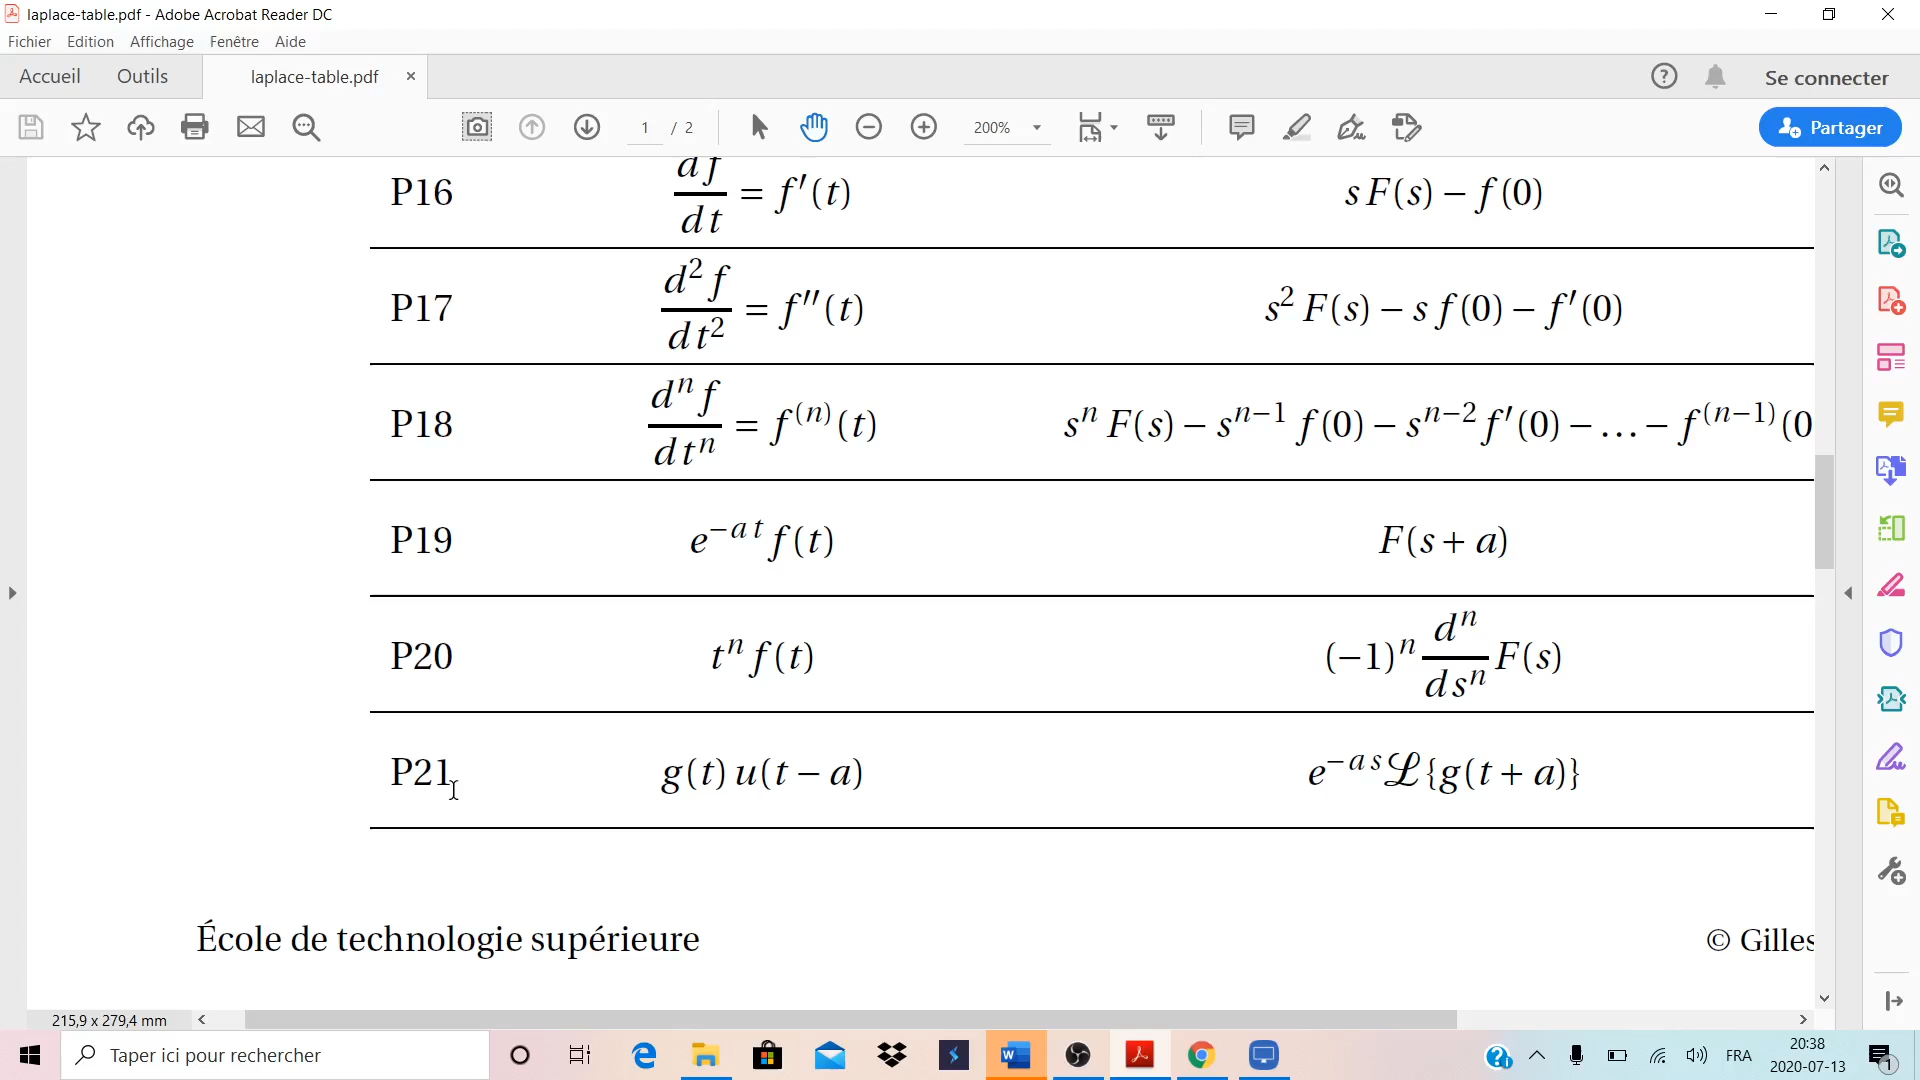 laplace-table.pdf - Adobe Acrobat Reader DC
Fichier Edition Affichage Fenêtre Aide
Accueil Outils laplace-table.pdf × Se connecter
1 / 2 200% Partager
P16 df/dt = f′(t) s F(s) − f(0)
P17 d²f/dt² = f″(t) s² F(s) − s f(0) − f′(0)
P18 dⁿf/dtⁿ = f⁽ⁿ⁾(t) sⁿ F(s) − sⁿ⁻¹ f(0) − sⁿ⁻² f′(0) − … − f⁽ⁿ⁻¹⁾(0
P19 e^{−a t} f(t) F(s + a)
P20 tⁿ f(t) (−1)ⁿ dⁿ/dsⁿ F(s)
P21 g(t) u(t − a) e^{−a s} ℒ{g(t + a)}
École de technologie supérieure © Gilles
215,9 x 279,4 mm
Taper ici pour rechercher FRA 20:38
2020-07-13 1